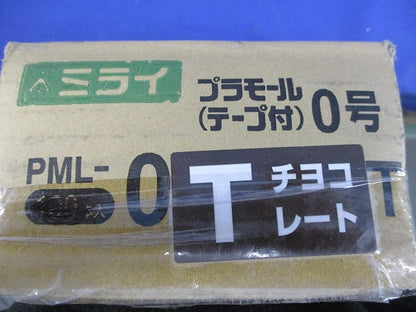 ミライ
プラモール
(テープ付) 0号
PML-0
T チョコ
レート T